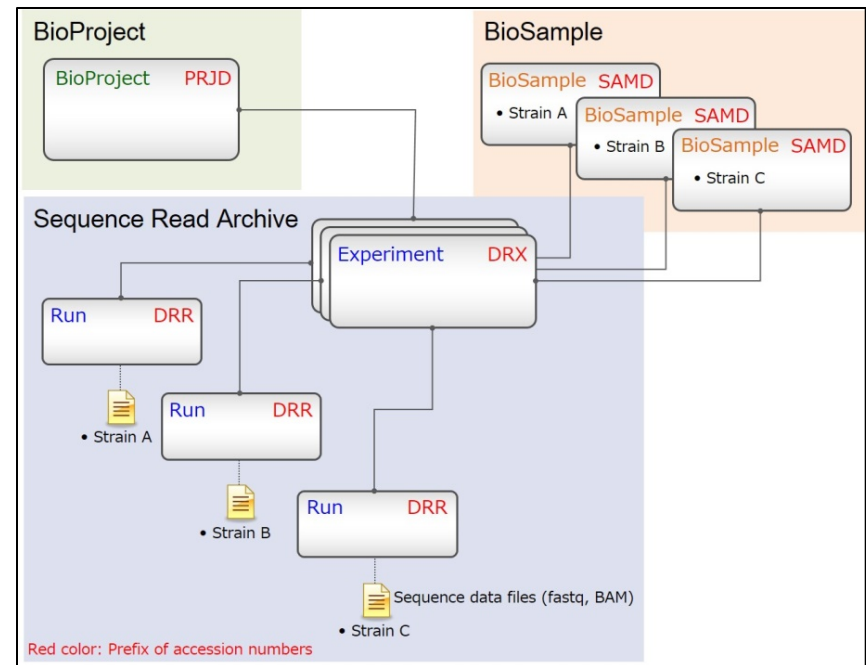 BioProject
BioProject PRJD
BioSample
BioSample SAMD
• Strain A
BioSample SAMD
• Strain B
BioSample SAMD
• Strain C
Sequence Read Archive
Experiment DRX
Run DRR
• Strain A
Run DRR
• Strain B
Run DRR
Sequence data files (fastq, BAM)
• Strain C
Red color: Prefix of accession numbers